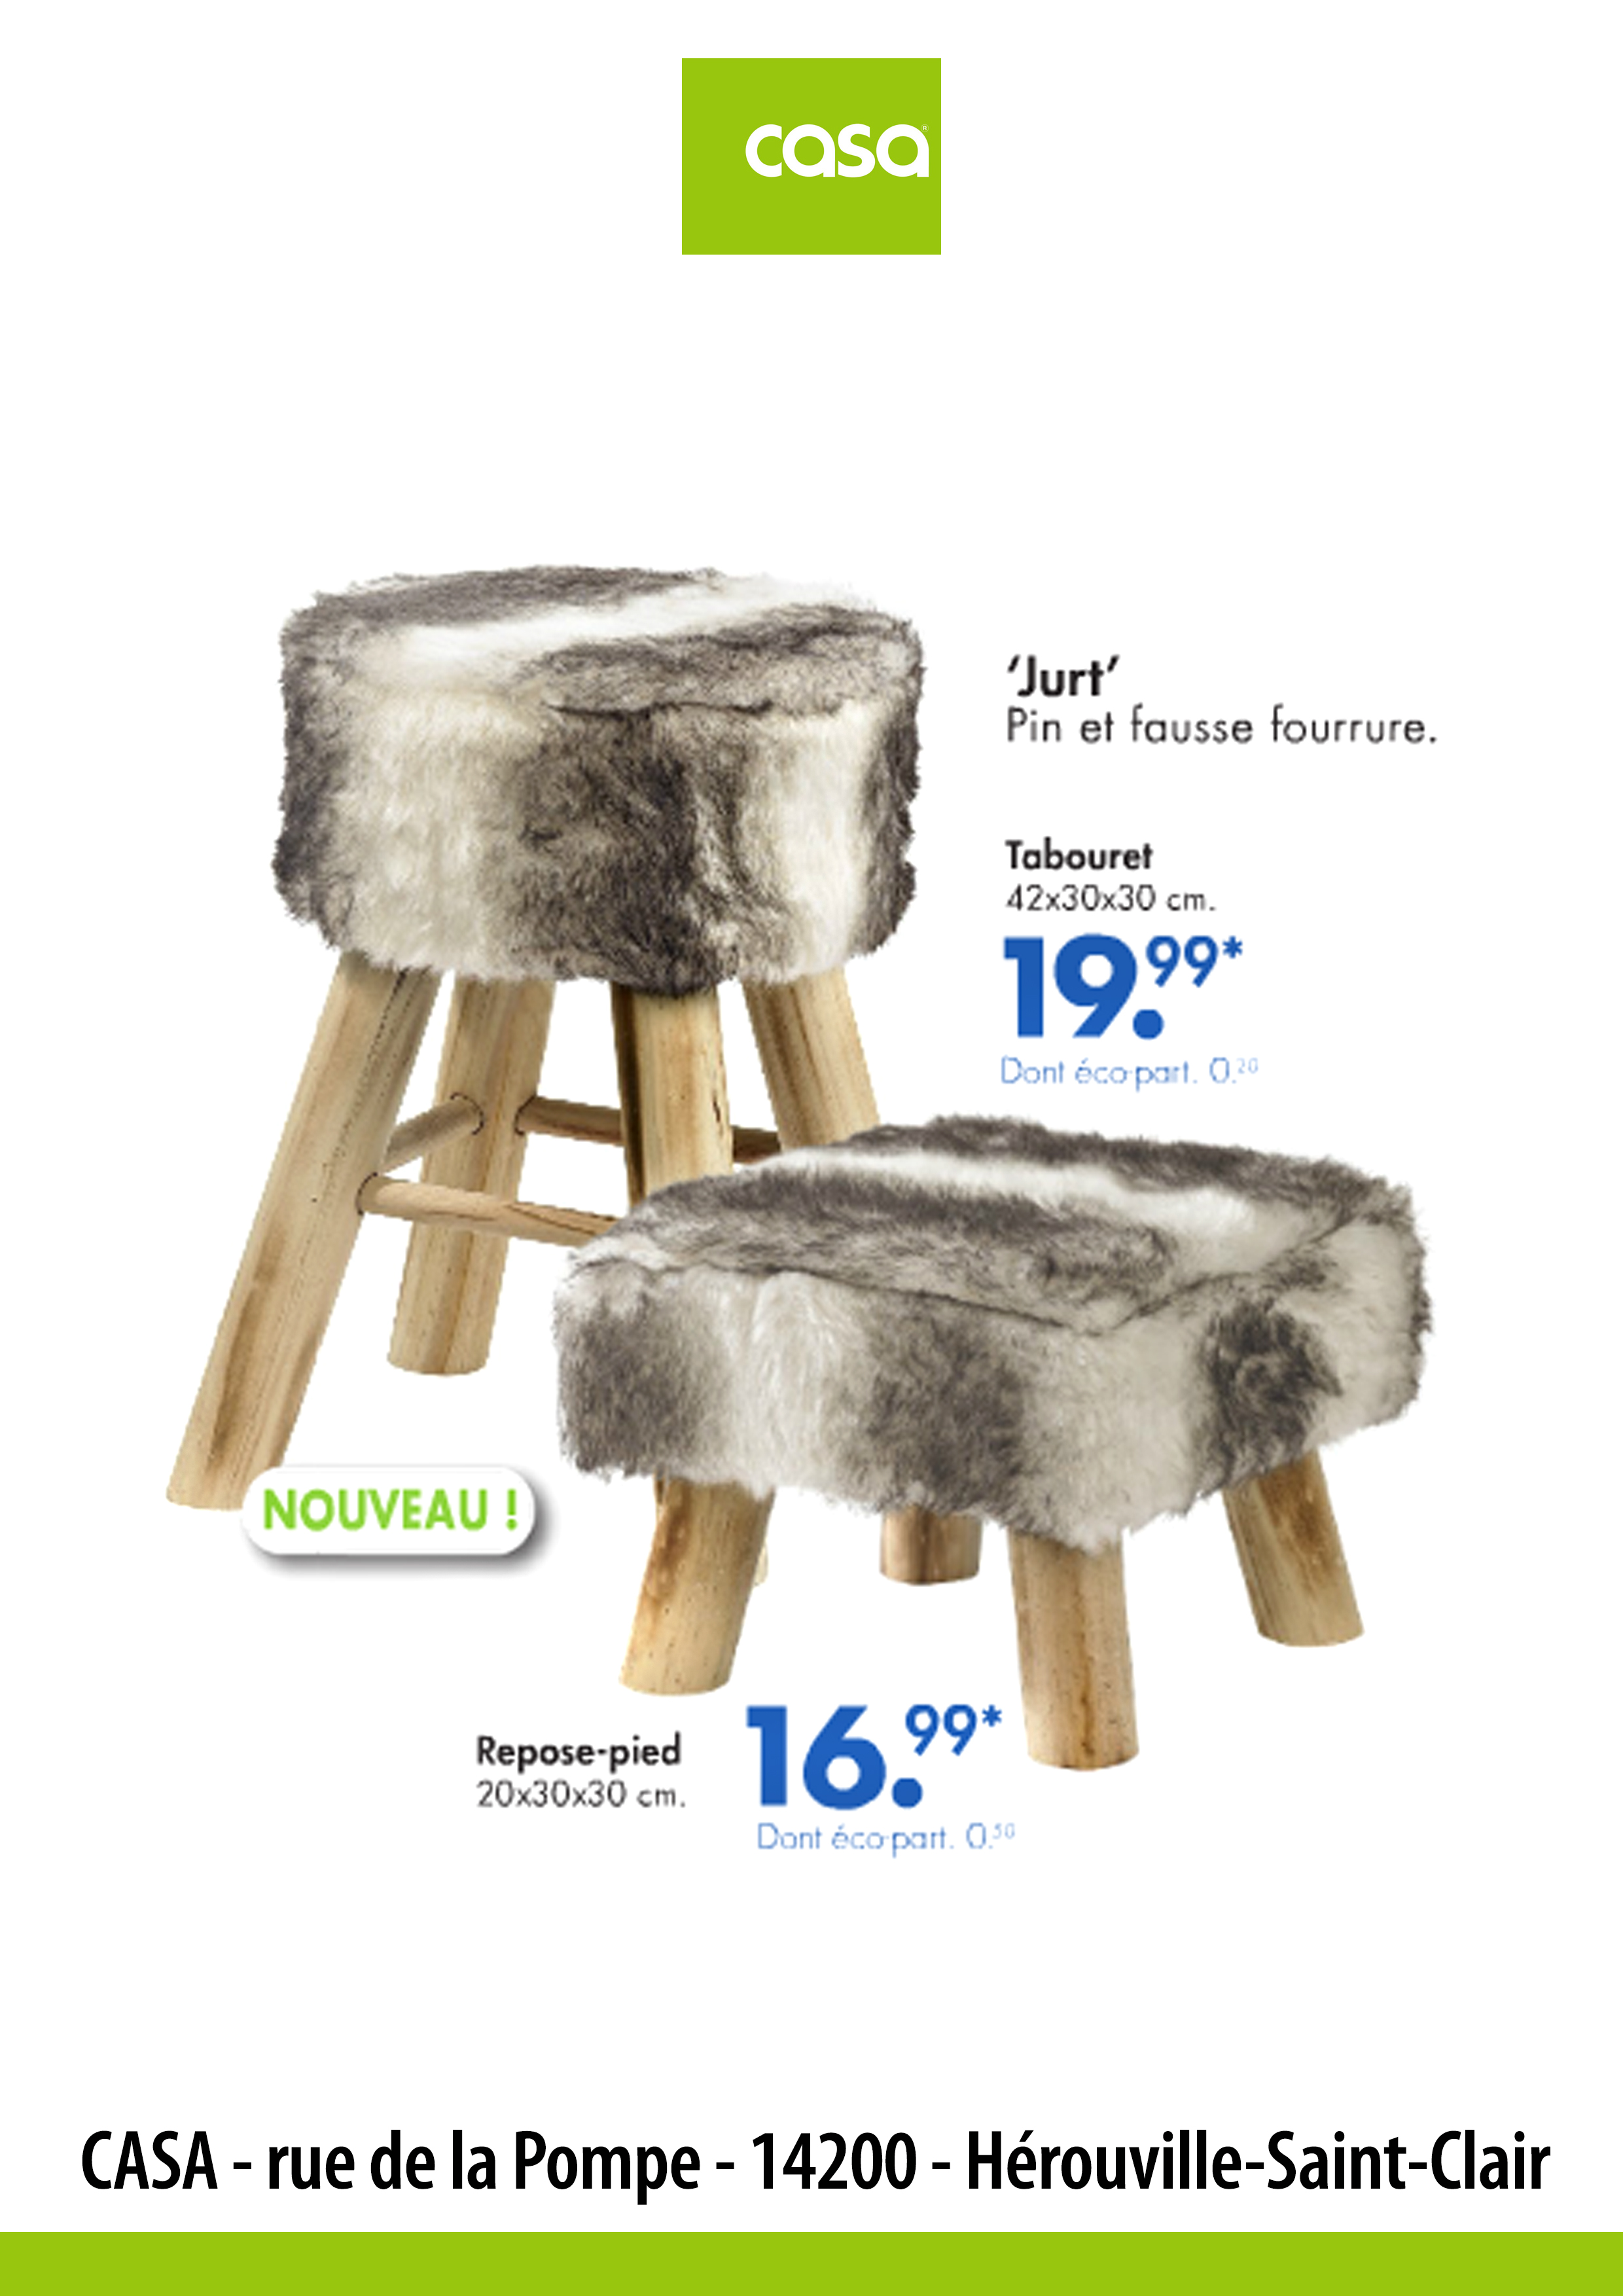 casa
'Jurt'
Pin et fausse fourrure.
Tabouret
42x30x30 cm.
19.99*
Dont éco-part. 0.20
NOUVEAU !
Repose-pied
20x30x30 cm.
16.99*
Dont éco-part. 0.50
CASA - rue de la Pompe - 14200 - Hérouville-Saint-Clair